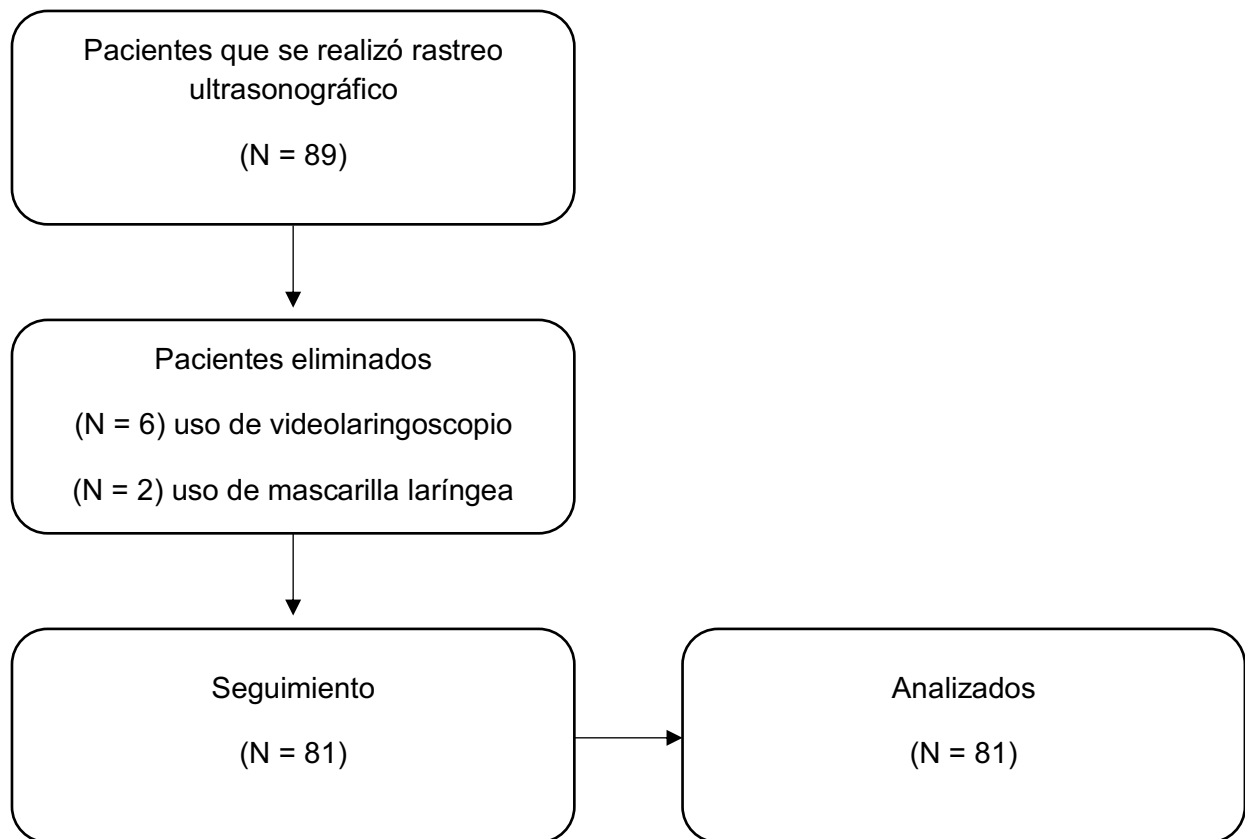 Pacientes que se realizó rastreo
ultrasonográfico
(N = 89)
Pacientes eliminados
(N = 6) uso de videolaringoscopio
(N = 2) uso de mascarilla laríngea
Seguimiento
(N = 81)
Analizados
(N = 81)